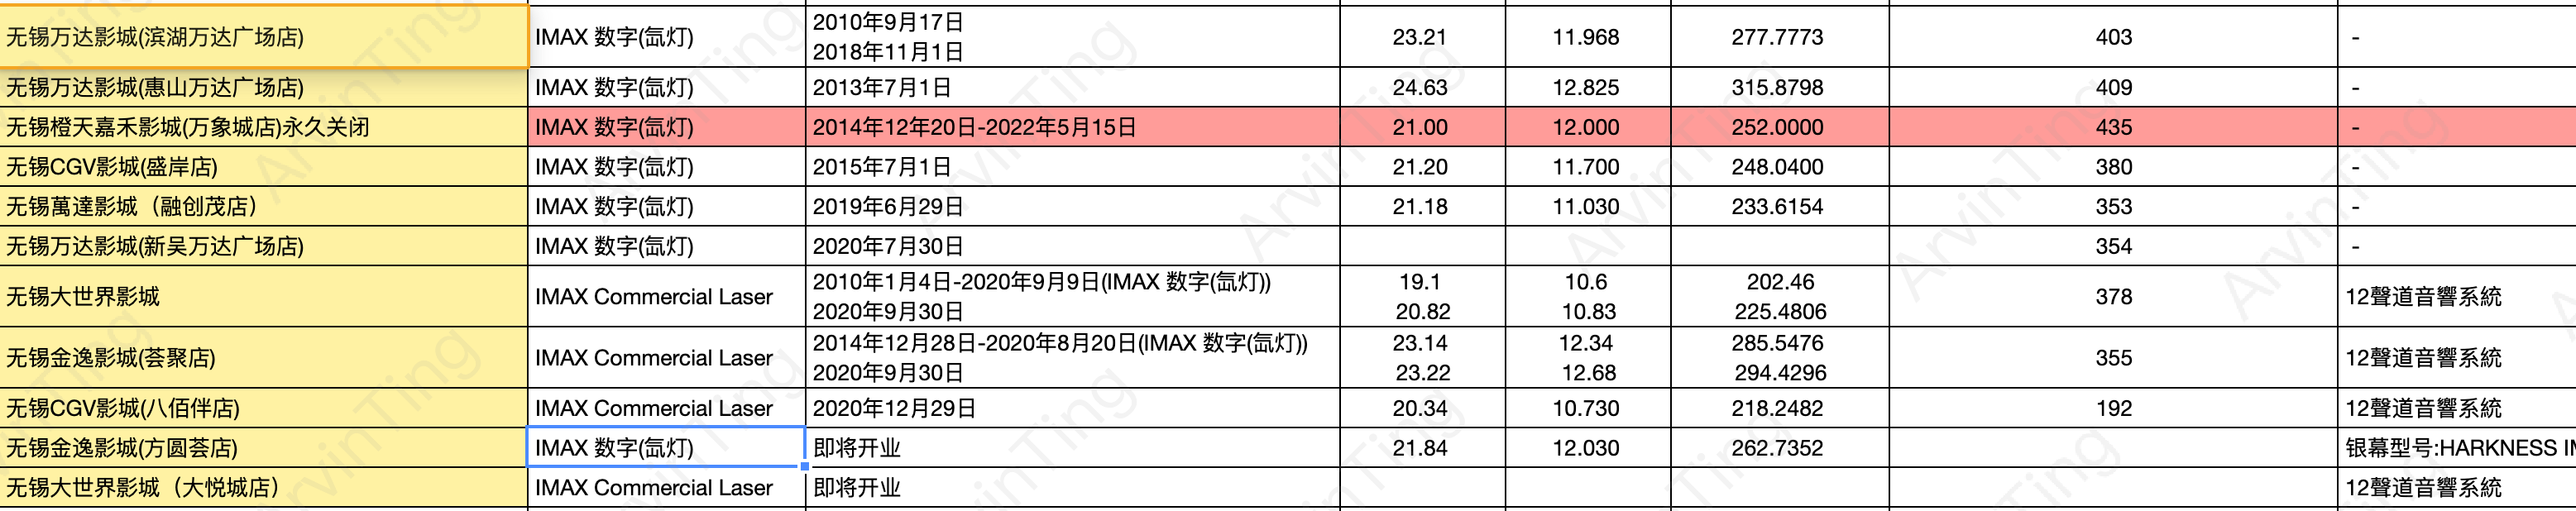 无锡万达影城(滨湖万达广场店) IMAX 数字(氙灯) 2010年9月17日 23.21 11.968 277.7773 403 -
2018年11月1日
无锡万达影城(惠山万达广场店) IMAX 数字(氙灯) 2013年7月1日 24.63 12.825 315.8798 409 -
无锡橙天嘉禾影城(万象城店)永久关闭 IMAX 数字(氙灯) 2014年12年20日-2022年5月15日 21.00 12.000 252.0000 435 -
无锡CGV影城(盛岸店) IMAX 数字(氙灯) 2015年7月1日 21.20 11.700 248.0400 380 -
无锡萬達影城（融创茂店） IMAX 数字(氙灯) 2019年6月29日 21.18 11.030 233.6154 353 -
无锡万达影城(新吴万达广场店) IMAX 数字(氙灯) 2020年7月30日 354 -
无锡大世界影城 IMAX Commercial Laser 2010年1月4日-2020年9月9日(IMAX 数字(氙灯)) 19.1 10.6 202.46 378 12聲道音響系統
2020年9月30日 20.82 10.83 225.4806
无锡金逸影城(荟聚店) IMAX Commercial Laser 2014年12月28日-2020年8月20日(IMAX 数字(氙灯)) 23.14 12.34 285.5476 355 12聲道音響系統
2020年9月30日 23.22 12.68 294.4296
无锡CGV影城(八佰伴店) IMAX Commercial Laser 2020年12月29日 20.34 10.730 218.2482 192 12聲道音響系統
无锡金逸影城(方圆荟店) IMAX 数字(氙灯) 即将开业 21.84 12.030 262.7352 银幕型号:HARKNESS
无锡大世界影城（大悦城店） IMAX Commercial Laser 即将开业 12聲道音響系統
ArvinTing